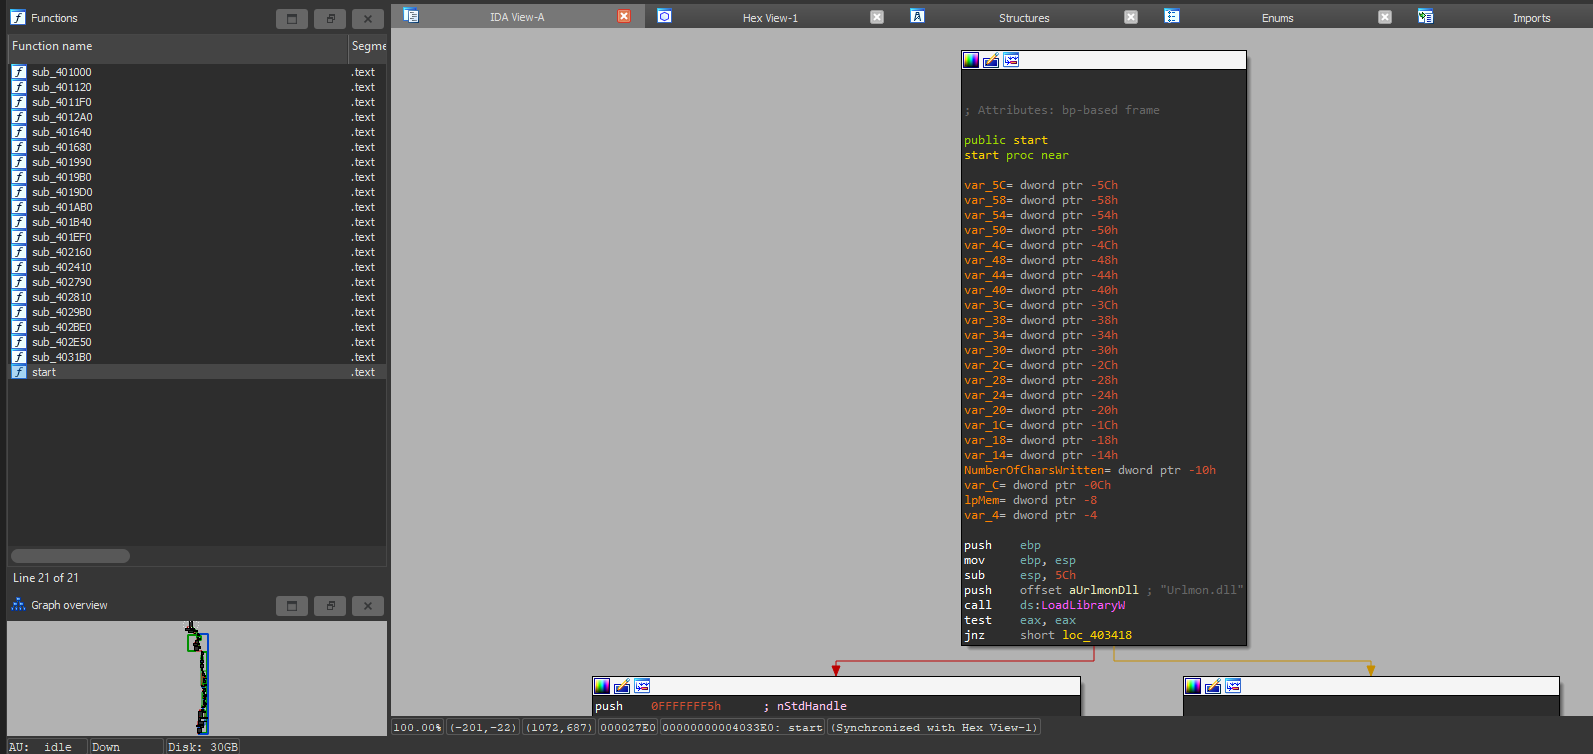 Functions
Function name Segme
sub_401000 .text
sub_401120 .text
sub_4011F0 .text
sub_4012A0 .text
sub_401640 .text
sub_401680 .text
sub_401990 .text
sub_4019B0 .text
sub_4019D0 .text
sub_401AB0 .text
sub_401B40 .text
sub_401EF0 .text
sub_402160 .text
sub_402410 .text
sub_402790 .text
sub_402810 .text
sub_4029B0 .text
sub_402BE0 .text
sub_402E50 .text
sub_4031B0 .text
start .text
Line 21 of 21
Graph overview
AU: idle Down Disk: 30GB
IDA View-A Hex View-1 Structures Enums Imports
; Attributes: bp-based frame
public start
start proc near
var_5C= dword ptr -5Ch
var_58= dword ptr -58h
var_54= dword ptr -54h
var_50= dword ptr -50h
var_4C= dword ptr -4Ch
var_48= dword ptr -48h
var_44= dword ptr -44h
var_40= dword ptr -40h
var_3C= dword ptr -3Ch
var_38= dword ptr -38h
var_34= dword ptr -34h
var_30= dword ptr -30h
var_2C= dword ptr -2Ch
var_28= dword ptr -28h
var_24= dword ptr -24h
var_20= dword ptr -20h
var_1C= dword ptr -1Ch
var_18= dword ptr -18h
var_14= dword ptr -14h
NumberOfCharsWritten= dword ptr -10h
var_C= dword ptr -0Ch
lpMem= dword ptr -8
var_4= dword ptr -4
push ebp
mov ebp, esp
sub esp, 5Ch
push offset aUrlmonDll ; "Urlmon.dll"
call ds:LoadLibraryW
test eax, eax
jnz short loc_403418
push 0FFFFFFF5h ; nStdHandle
100.00% (-201,-22) (1072,687) 000027E0 00000000004033E0: start (Synchronized with Hex View-1)